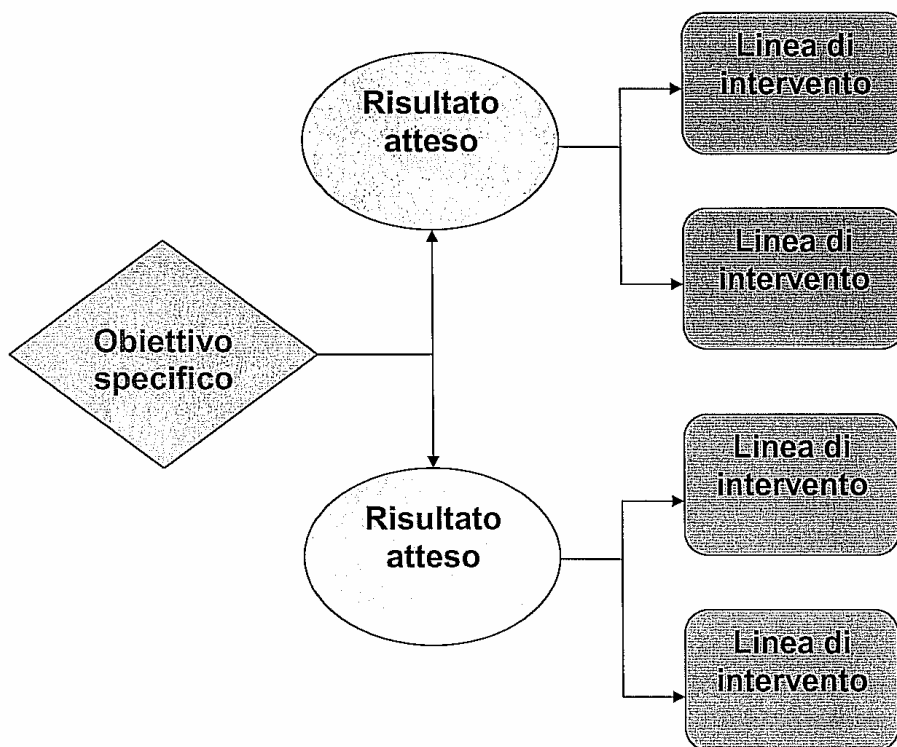 Linea di
intervento
Risultato
atteso
Linea di
intervento
Obiettivo
specifico
Linea di
intervento
Risultato
atteso
Linea di
intervento